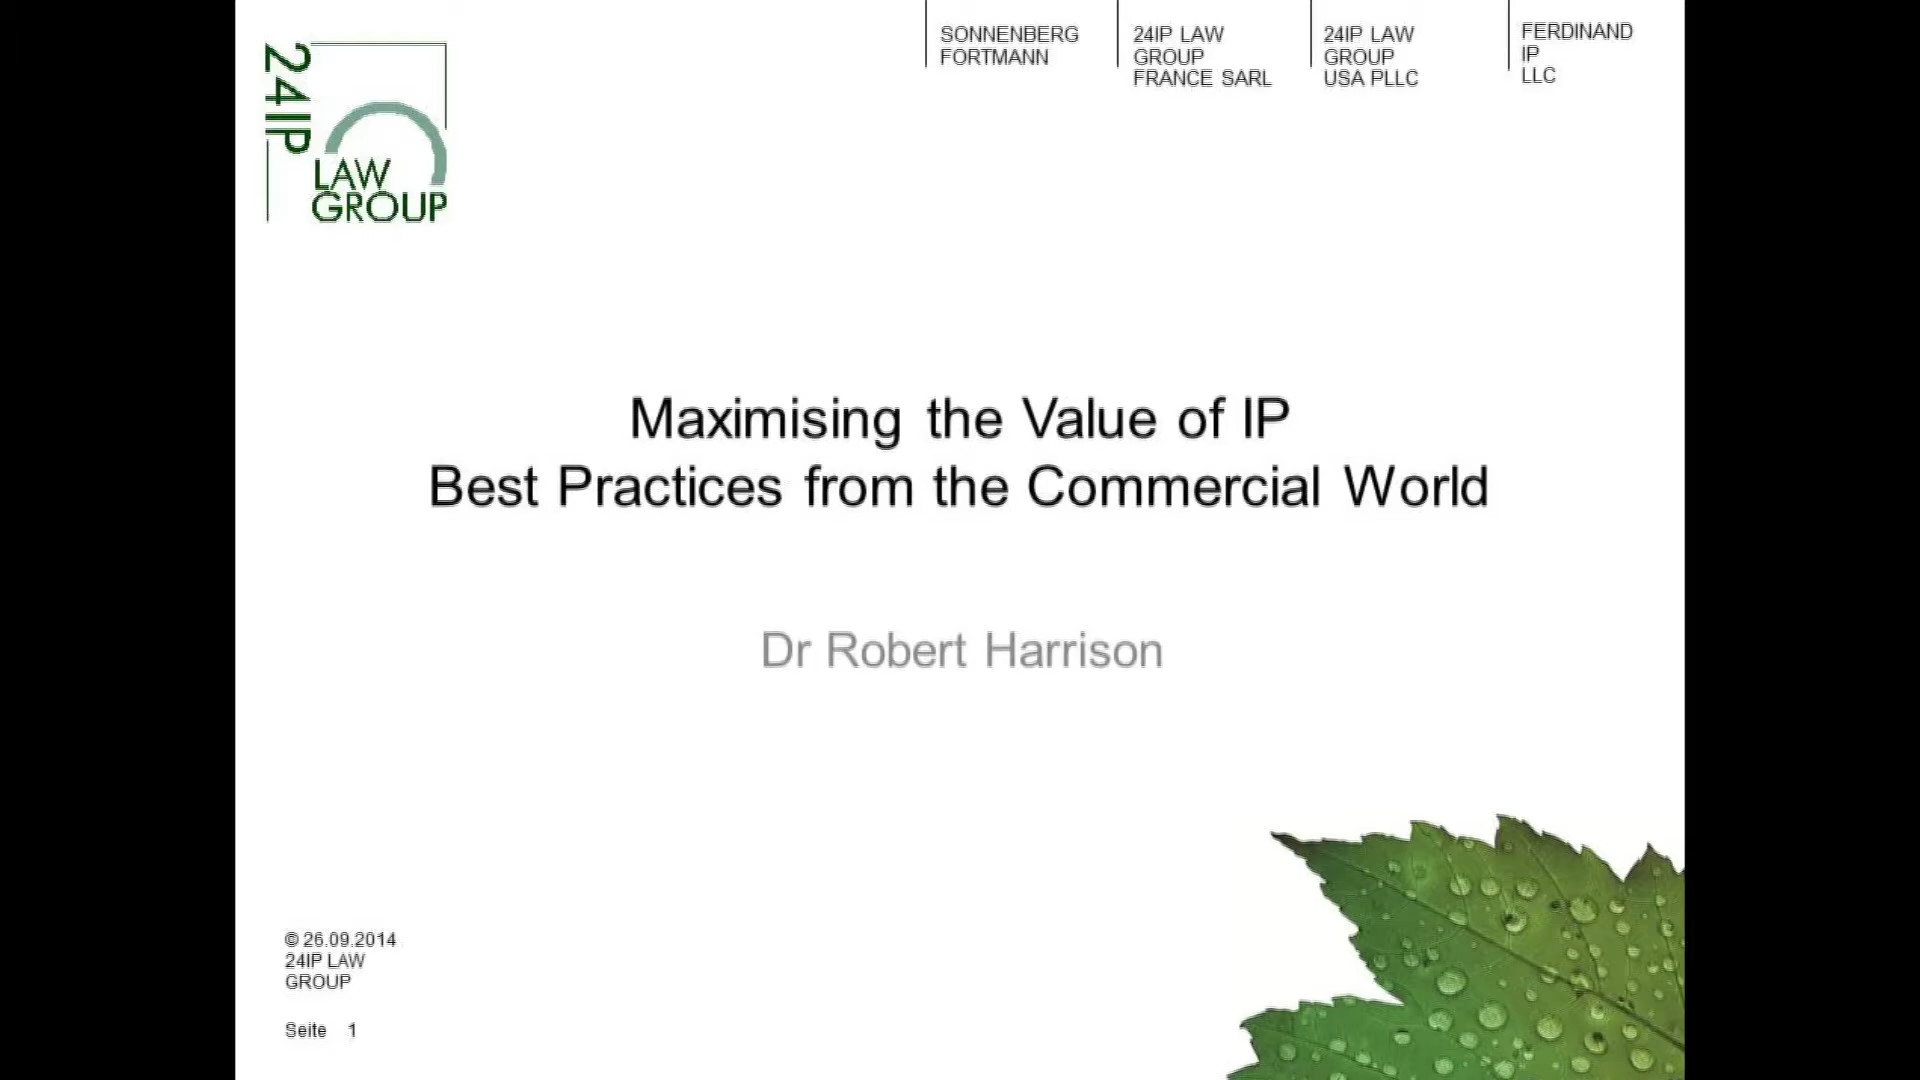 24IP
LAW
GROUP
SONNENBERG
FORTMANN
24IP LAW
GROUP
FRANCE SARL
24IP LAW
GROUP
USA PLLC
FERDINAND
IP
LLC
Maximising the Value of IP
Best Practices from the Commercial World
Dr Robert Harrison
© 26.09.2014
24IP LAW
GROUP
Seite 1